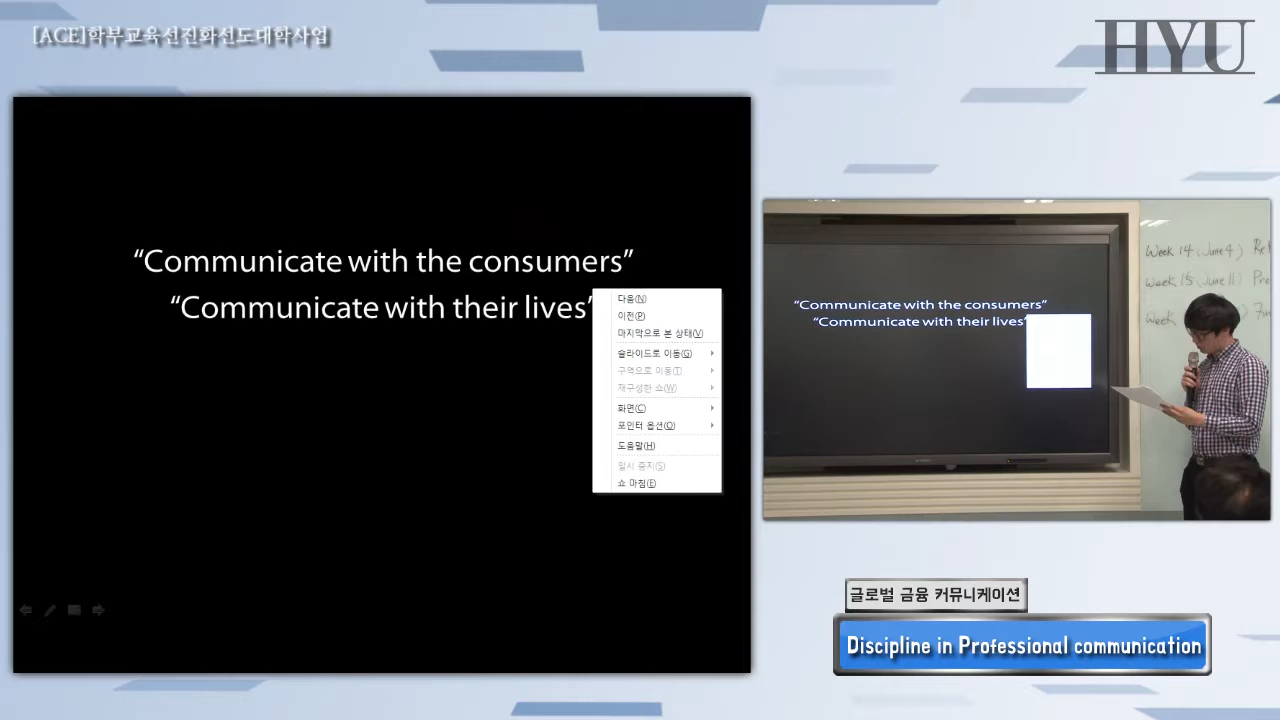 [ACE]학부교육선진화선도대학사업
HYU
“Communicate with the consumers”
“Communicate with their lives”
다음(N)
이전(P)
마지막으로 본 상태(V)
슬라이드로 이동(G)
구역으로 이동(T)
재구성한 쇼(W)
화면(C)
포인터 옵션(O)
도움말(H)
일시 중지(S)
쇼 마침(E)
“Communicate with the consumers”
“Communicate with their lives”
Week 14 (June 4) Re
Week 15 (June 11) Pre
Week
글로벌 금융 커뮤니케이션
Discipline in Professional communication